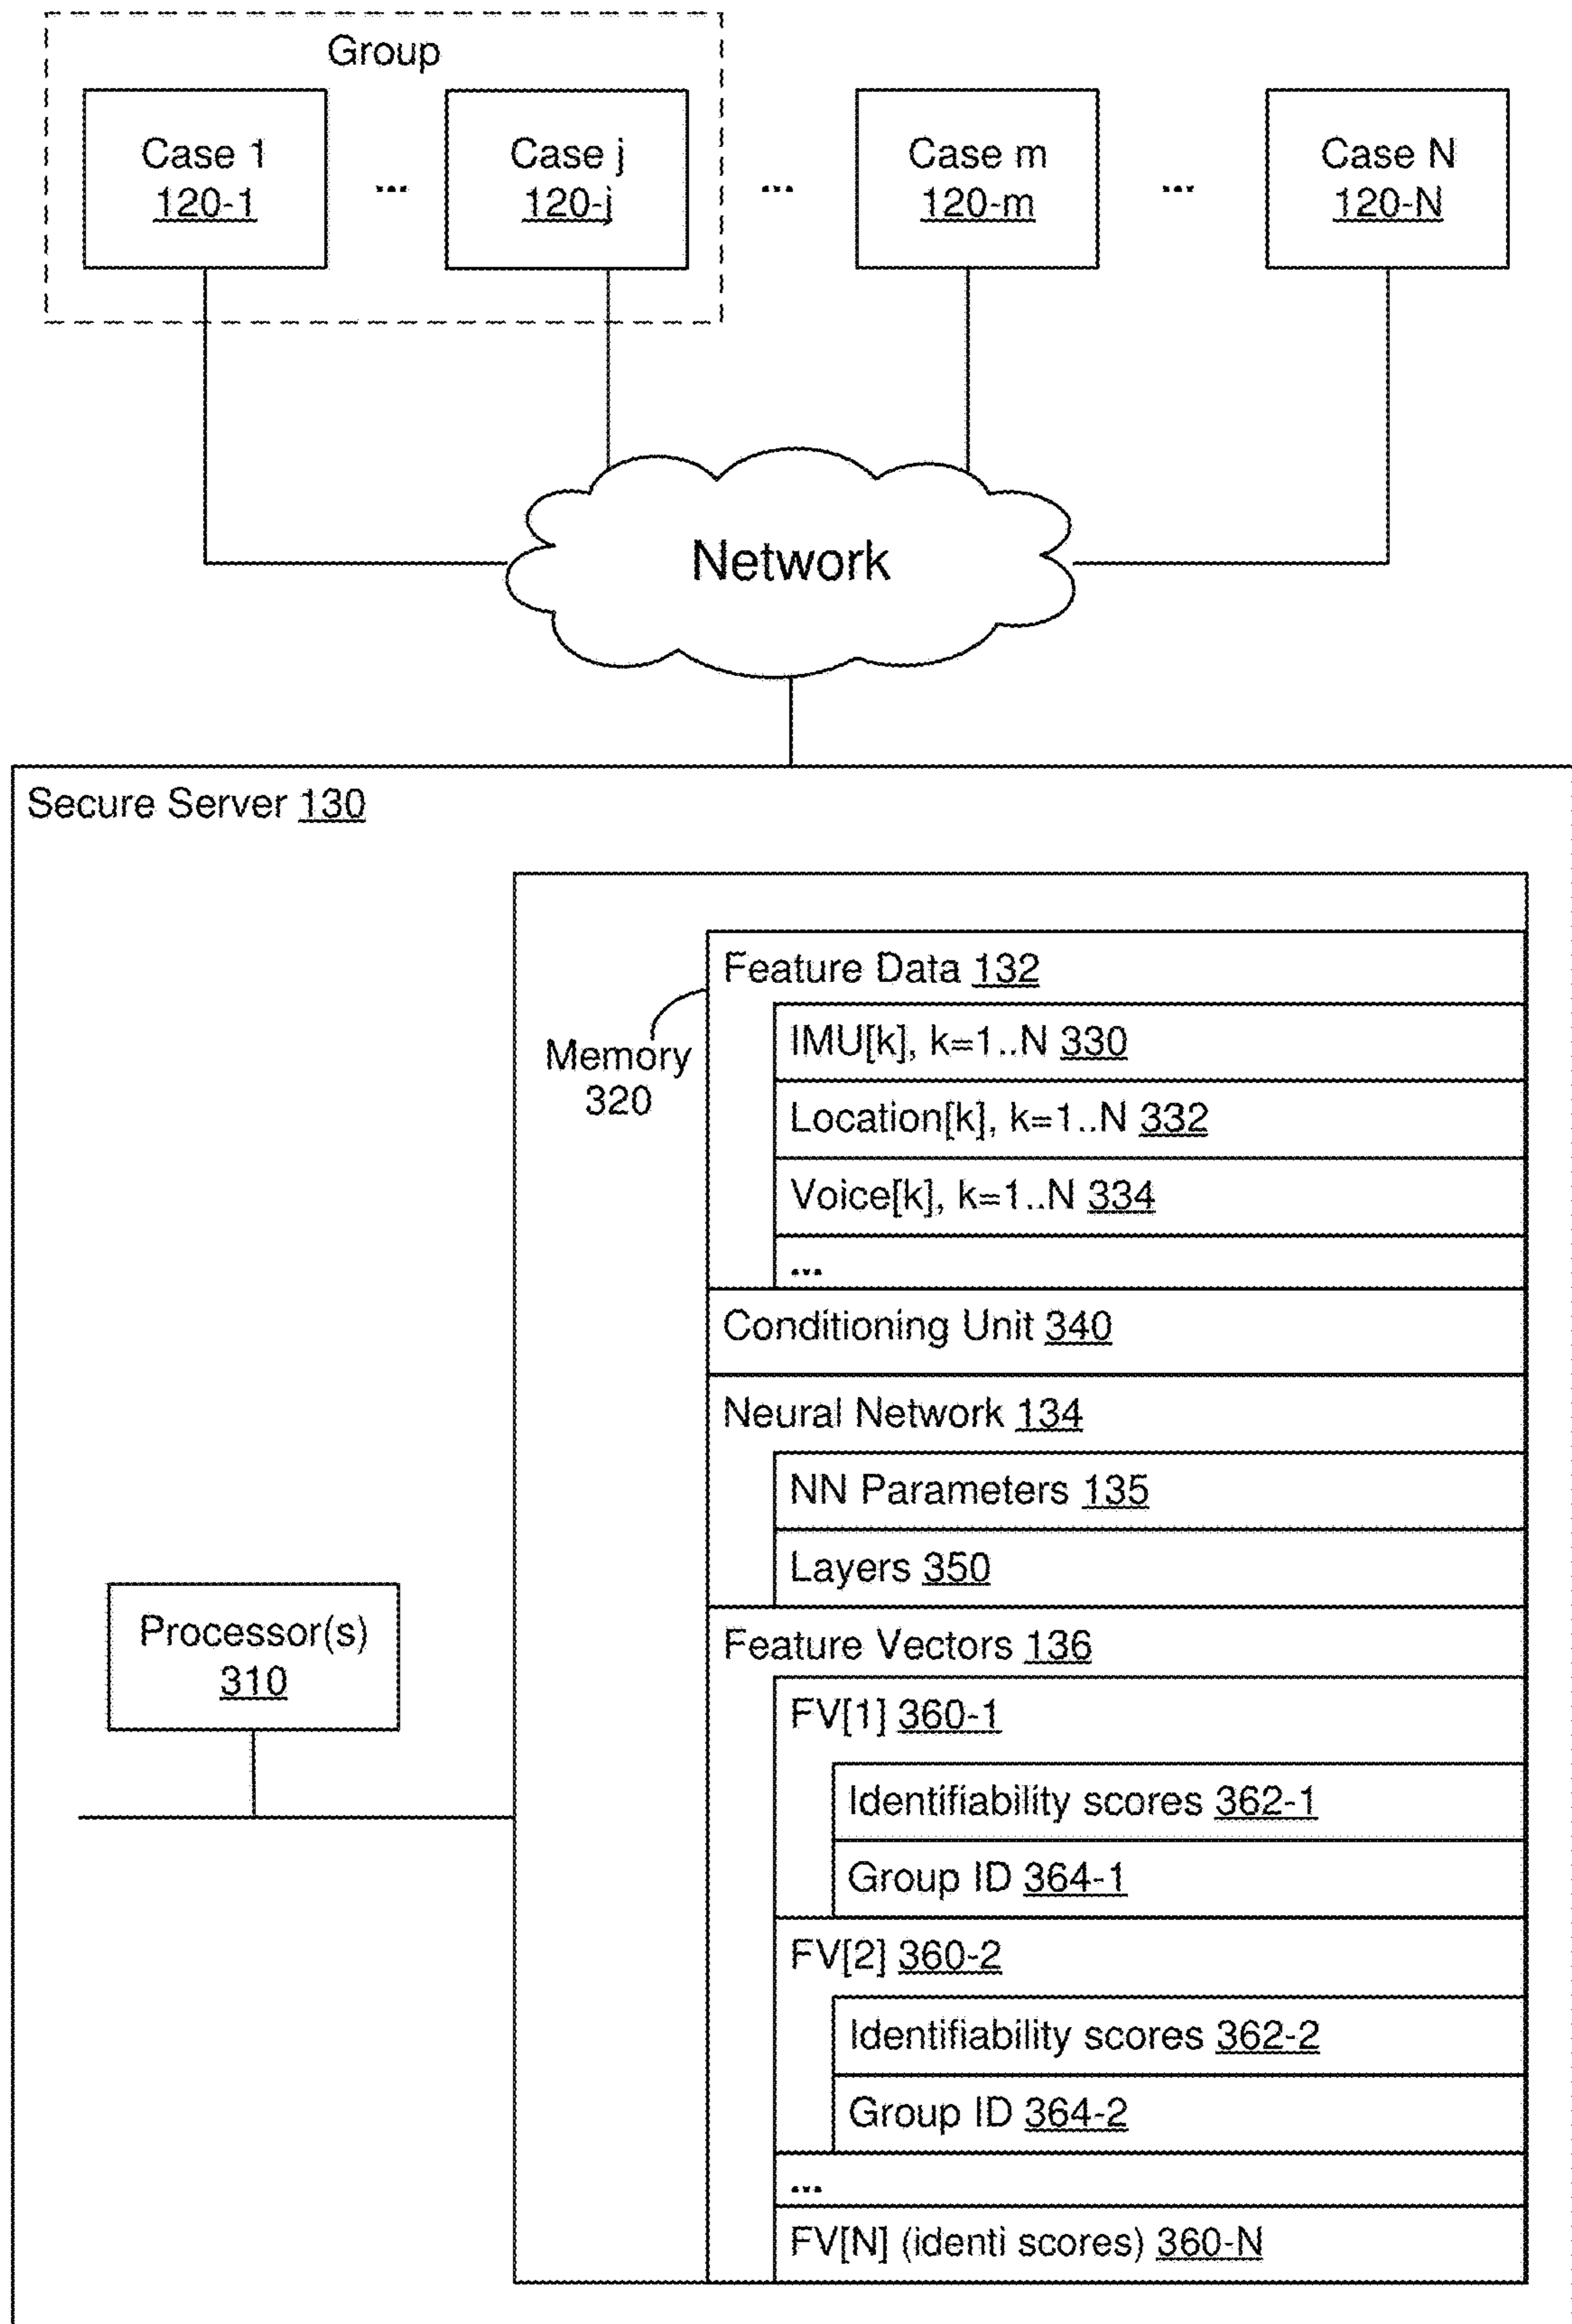 Group
Case 1
120-1
...
Case j
120-j
...
Case m
120-m
...
Case N
120-N
Network
Secure Server 130
Memory
320
Feature Data 132
IMU[k], k=1..N 330
Location[k], k=1..N 332
Voice[k], k=1..N 334
...
Conditioning Unit 340
Neural Network 134
NN Parameters 135
Layers 350
Processor(s)
310
Feature Vectors 136
FV[1] 360-1
Identifiability scores 362-1
Group ID 364-1
FV[2] 360-2
Identifiability scores 362-2
Group ID 364-2
...
FV[N] (identi scores) 360-N